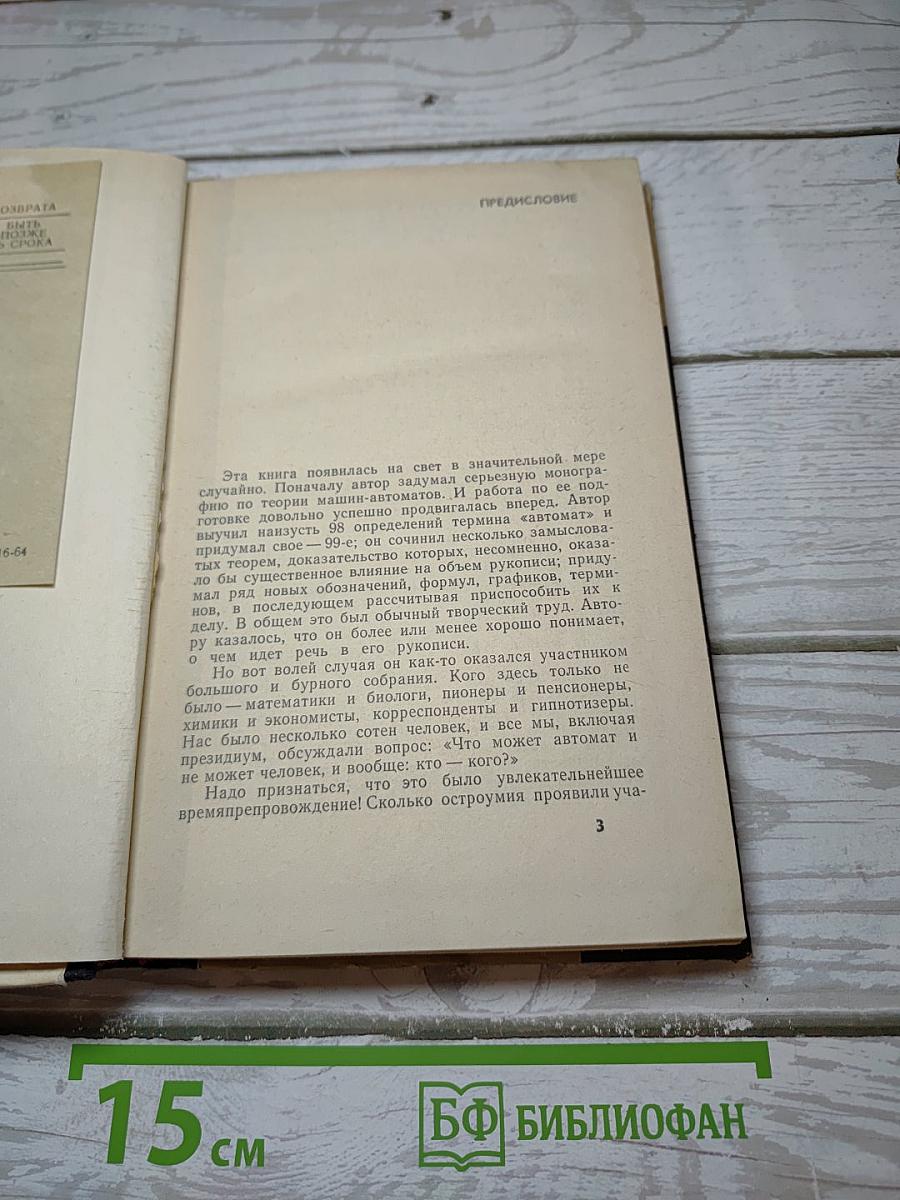 ОЗВРАТА
БЫТЬ
ПОЗЖЕ
СРОКА
16-64
ПРЕДИСЛОВИЕ
Эта книга появилась на свет в значительной мере
случайно. Поначалу автор задумал серьезную моногра-
фию по теории машин-автоматов. И работа по ее под-
готовке довольно успешно продвигалась вперед. Автор
выучил наизусть 98 определений термина «автомат» и
придумал свое — 99-е; он сочинил несколько замыслова-
тых теорем, доказательство которых, несомненно, оказа-
ло бы существенное влияние на объем рукописи; приду-
мал ряд новых обозначений, формул, графиков, терми-
нов, в последующем рассчитывая приспособить их к
делу. В общем это был обычный творческий труд. Авто-
ру казалось, что он более или менее хорошо понимает,
о чем идет речь в его рукописи.
Но вот волей случая он как-то оказался участником
большого и бурного собрания. Кого здесь только не
было — математики и биологи, пионеры и пенсионеры,
химики и экономисты, корреспонденты и гипнотизеры.
Нас было несколько сотен человек, и все мы, включая
президиум, обсуждали вопрос: «Что может автомат и
не может человек, и вообще: кто — кого?»
Надо признаться, что это было увлекательнейшее
времяпрепровождение! Сколько остроумия проявили уча-
3
15 см
БФ БИБЛИОФАН